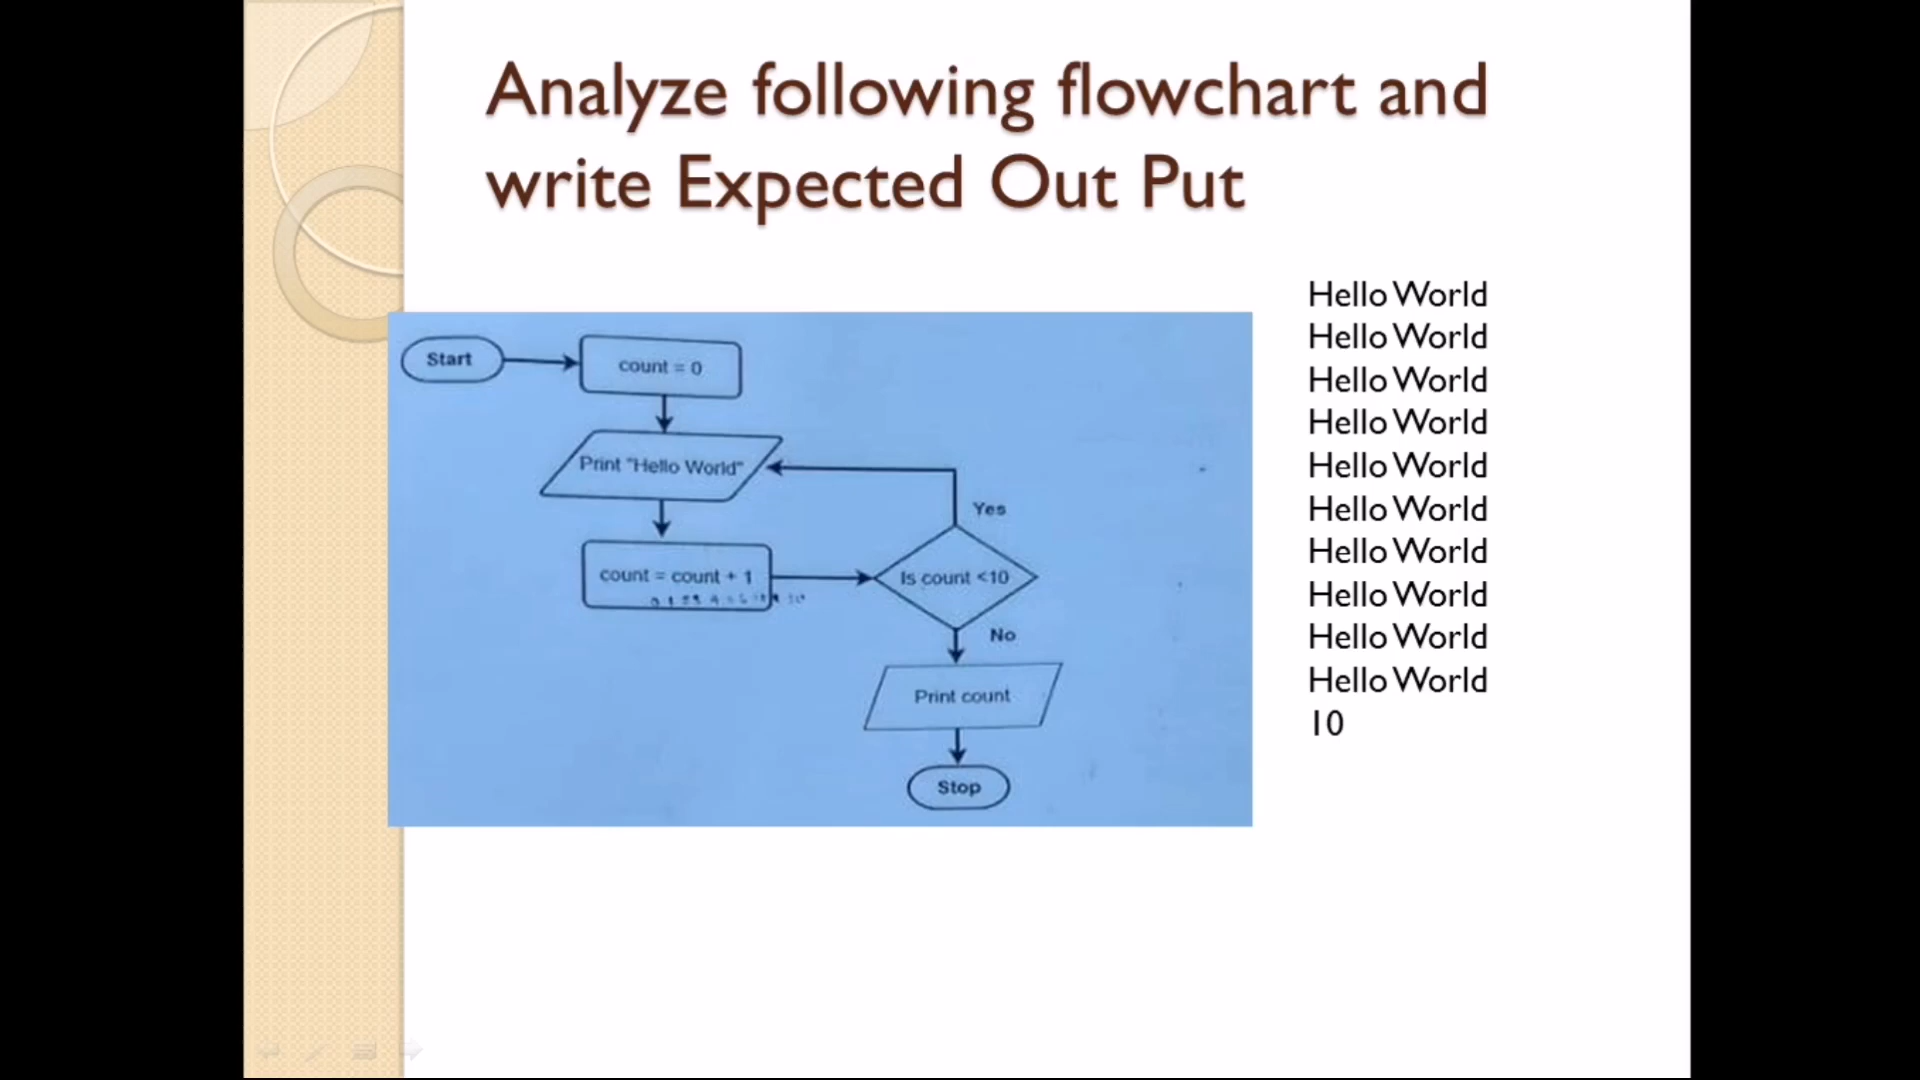 Analyze following flowchart and
write Expected Out Put
Start
count = 0
Print "Hello World"
Yes
count = count + 1
Is count <10
No
Print count
Stop
Hello World
Hello World
Hello World
Hello World
Hello World
Hello World
Hello World
Hello World
Hello World
Hello World
10